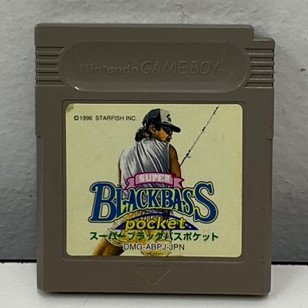 Nintendo GAME BOY
©1996 STARFISH INC.
SUPER
BLACKBASS
pocket
スーパーブラックバスポケット
DMG-ABPJ-JPN